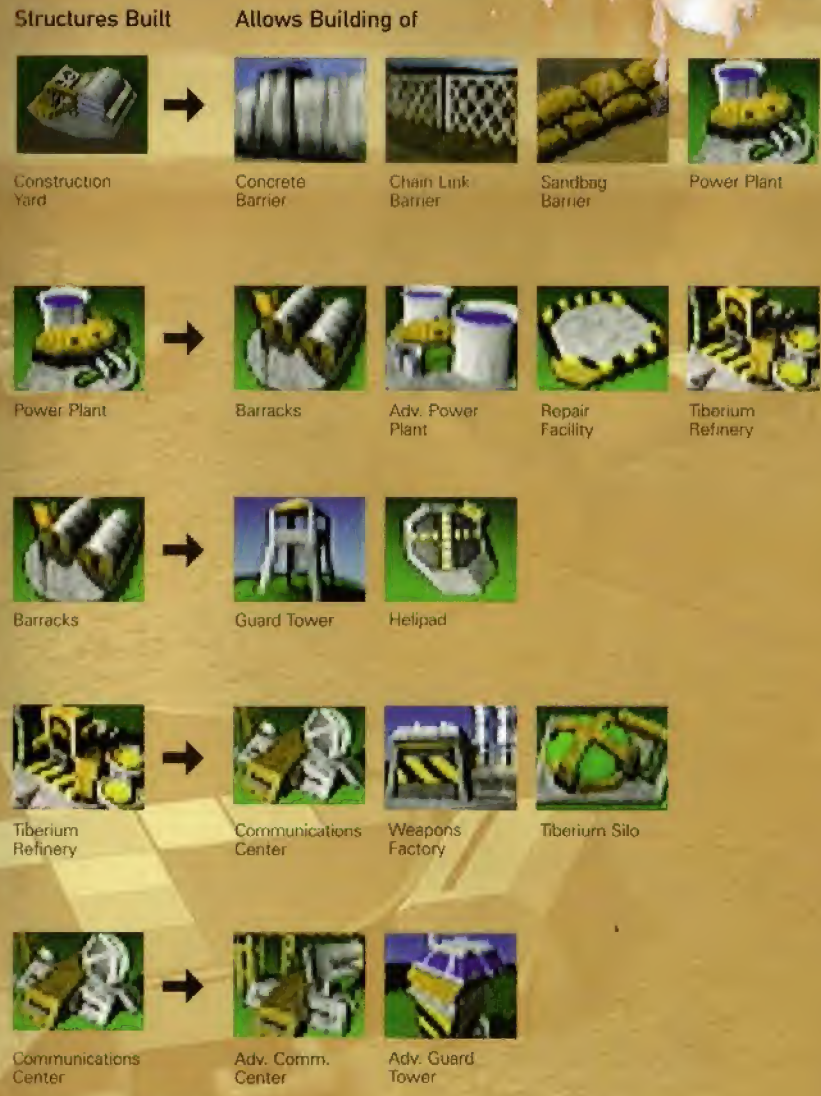 Structures Built
Allows Building of
Construction
Yard
Concrete
Barrier
Chain Link
Barrier
Sandbag
Barrier
Power Plant
Power Plant
Barracks
Adv. Power
Plant
Repair
Facility
Tiberium
Refinery
Barracks
Guard Tower
Helipad
Tiberium
Refinery
Communications
Center
Weapons
Factory
Tiberium Silo
Communications
Center
Adv. Comm.
Center
Adv. Guard
Tower